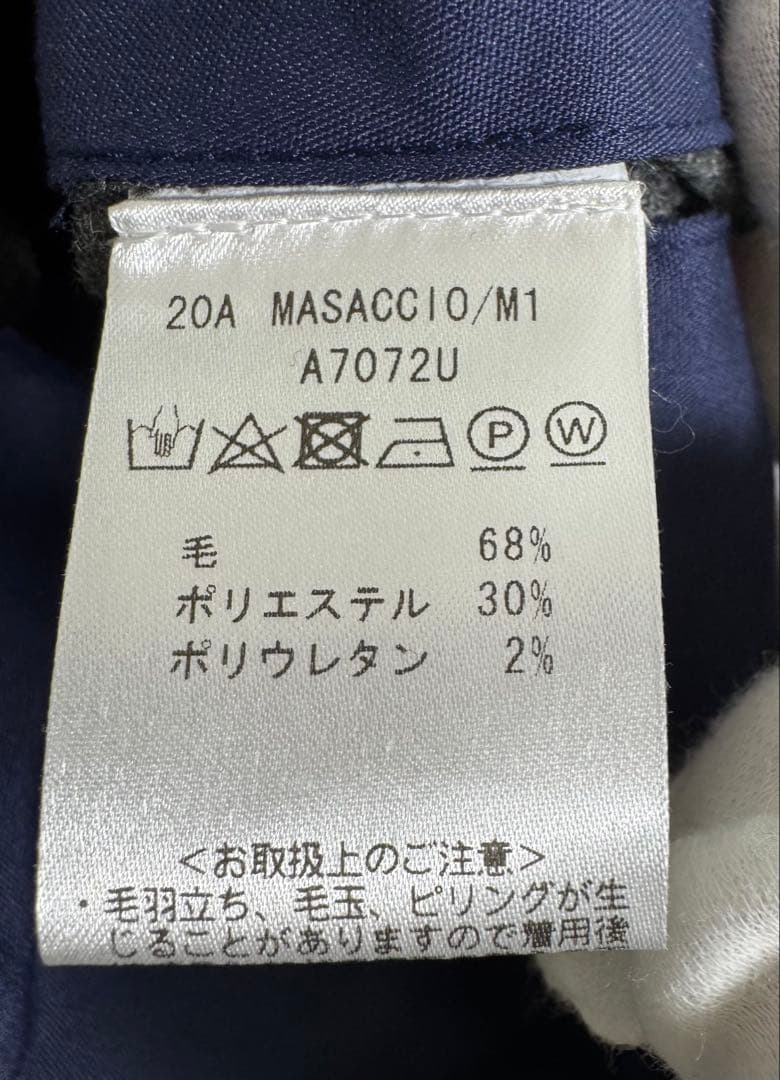 20A MASACCIO/M1
A7072U
P W
毛 68%
ポリエステル 30%
ポリウレタン 2%
<お取扱上のご注意>
・毛羽立ち、毛玉、ピリングが生
じることがありますので着用後